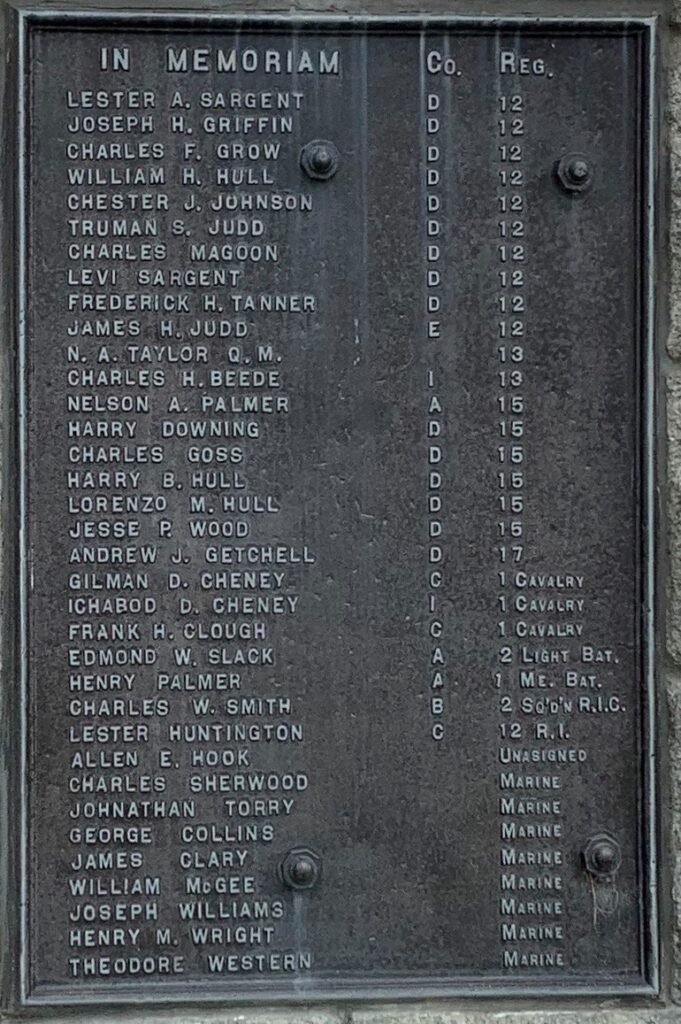 IN MEMORIAM Co. REG.
LESTER A. SARGENT D 12
JOSEPH H. GRIFFIN D 12
CHARLES F. GROW D 12
WILLIAM H. HULL D 12
CHESTER J. JOHNSON D 12
TRUMAN S. JUDD D 12
CHARLES MAGOON D 12
LEVI SARGENT D 12
FREDERICK H. TANNER D 12
JAMES H. JUDD E 12
N. A. TAYLOR Q. M. 13
CHARLES H. BEEDE I 13
NELSON A. PALMER A 15
HARRY DOWNING D 15
CHARLES GOSS D 15
HARRY B. HULL D 15
LORENZO M. HULL D 15
JESSE P. WOOD D 15
ANDREW J. GETCHELL D 17
GILMAN D. CHENEY C 1 CAVALRY
ICHABOD D. CHENEY I 1 CAVALRY
FRANK H. CLOUGH C 1 CAVALRY
EDMOND W. SLACK A 2 LIGHT BAT.
HENRY PALMER A 1 ME. BAT.
CHARLES W. SMITH B 2 SQ'D'N R.I.C.
LESTER HUNTINGTON C 12 R.I.
ALLEN E. HOOK UNASIGNED
CHARLES SHERWOOD MARINE
JOHNATHAN TORRY MARINE
GEORGE COLLINS MARINE
JAMES CLARY MARINE
WILLIAM McGEE MARINE
JOSEPH WILLIAMS MARINE
HENRY M. WRIGHT MARINE
THEODORE WESTERN MARINE